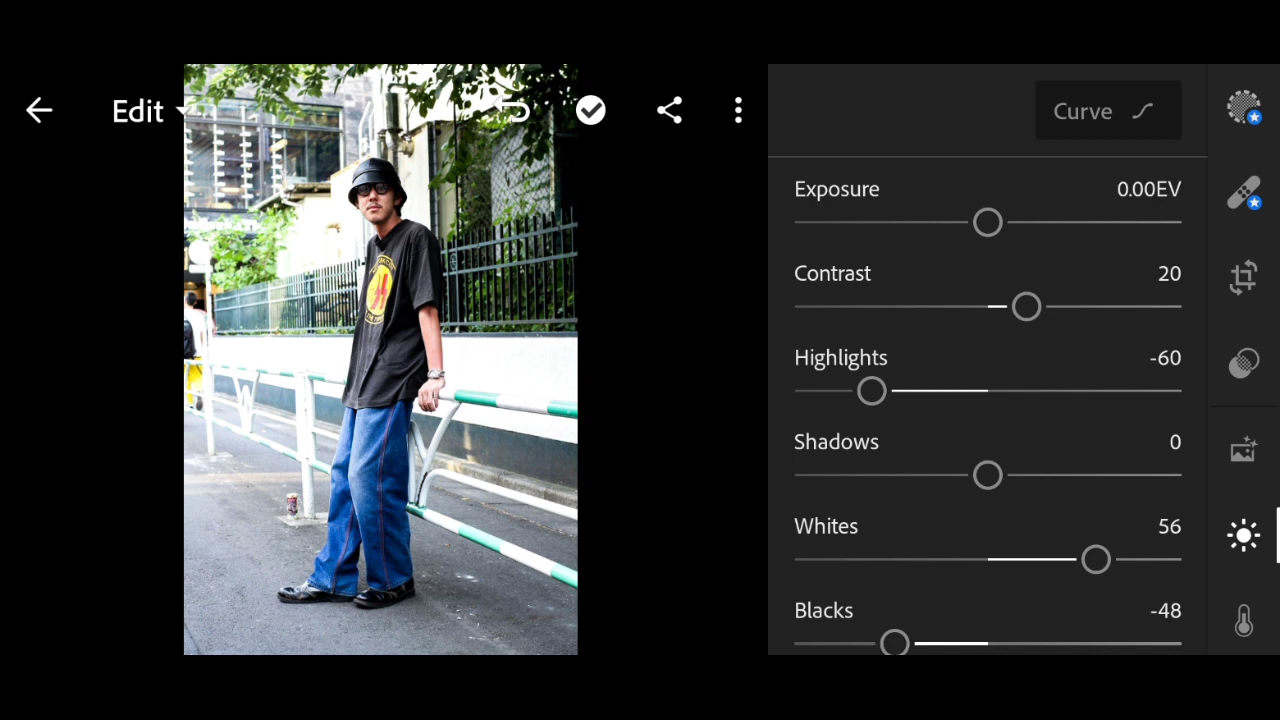 Edit
Curve
Exposure 0.00EV
Contrast 20
Highlights -60
Shadows 0
Whites 56
Blacks -48